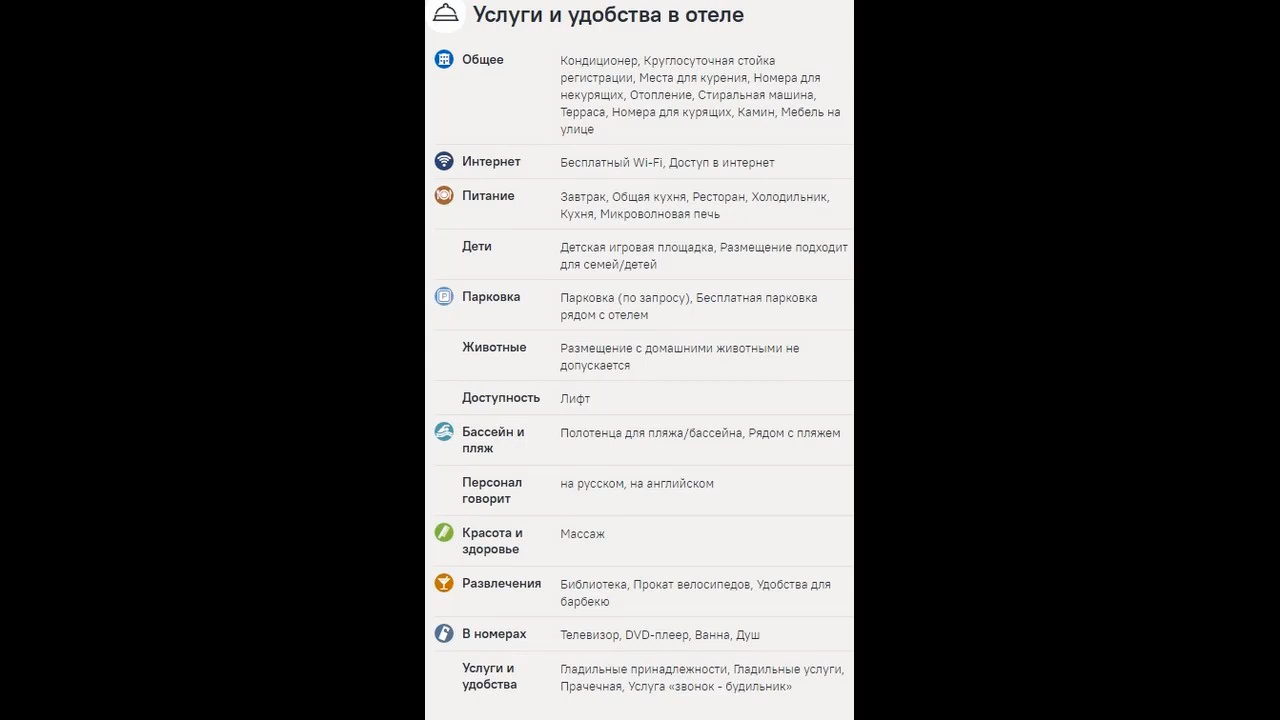 Услуги и удобства в отеле
Общее
Кондиционер, Круглосуточная стойка
регистрации, Места для курения, Номера для
некурящих, Отопление, Стиральная машина,
Терраса, Номера для курящих, Камин, Мебель на
улице
Интернет
Бесплатный Wi-Fi, Доступ в интернет
Питание
Завтрак, Общая кухня, Ресторан, Холодильник,
Кухня, Микроволновая печь
Дети
Детская игровая площадка, Размещение подходит
для семей/детей
P
Парковка
Парковка (по запросу), Бесплатная парковка
рядом с отелем
Животные
Размещение с домашними животными не
допускается
Доступность
Лифт
Бассейн и
пляж
Полотенца для пляжа/бассейна, Рядом с пляжем
Персонал
говорит
на русском, на английском
Красота и
здоровье
Массаж
Развлечения
Библиотека, Прокат велосипедов, Удобства для
барбекю
В номерах
Телевизор, DVD-плеер, Ванна, Душ
Услуги и
удобства
Гладильные принадлежности, Гладильные услуги,
Прачечная, Услуга «звонок - будильник»